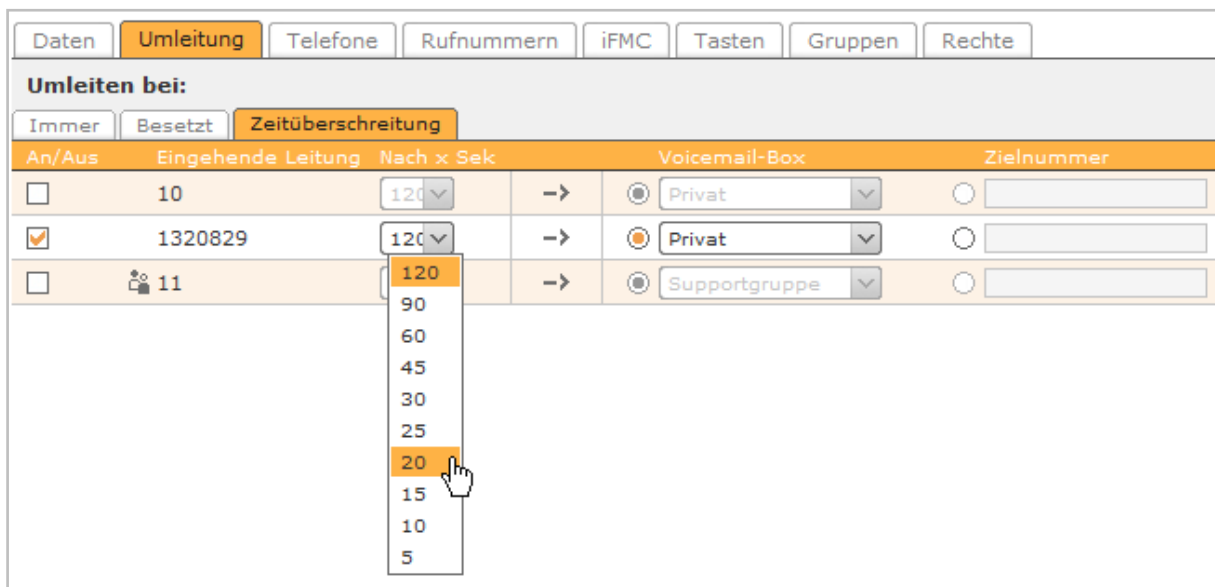 Daten Umleitung Telefone Rufnummern iFMC Tasten Gruppen Rechte
Umleiten bei:
Immer Besetzt Zeitüberschreitung
An/Aus Eingehende Leitung Nach x Sek Voicemail-Box Zielnummer
10 120 -> Privat
1320829 120 -> Privat
11 -> Supportgruppe
120
90
60
45
30
25
20
15
10
5